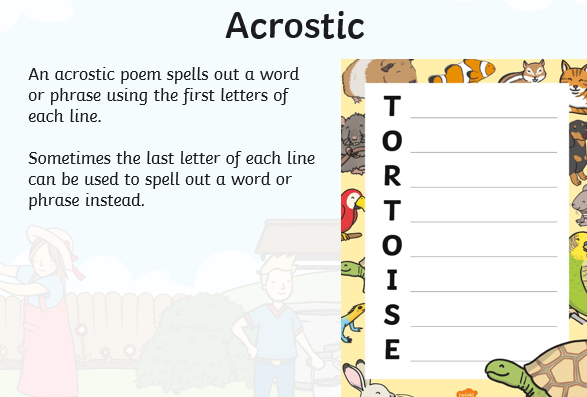 Acrostic
An acrostic poem spells out a word
or phrase using the first letters of
each line.
Sometimes the last letter of each line
can be used to spell out a word or
phrase instead.
T
O
R
T
O
I
S
E